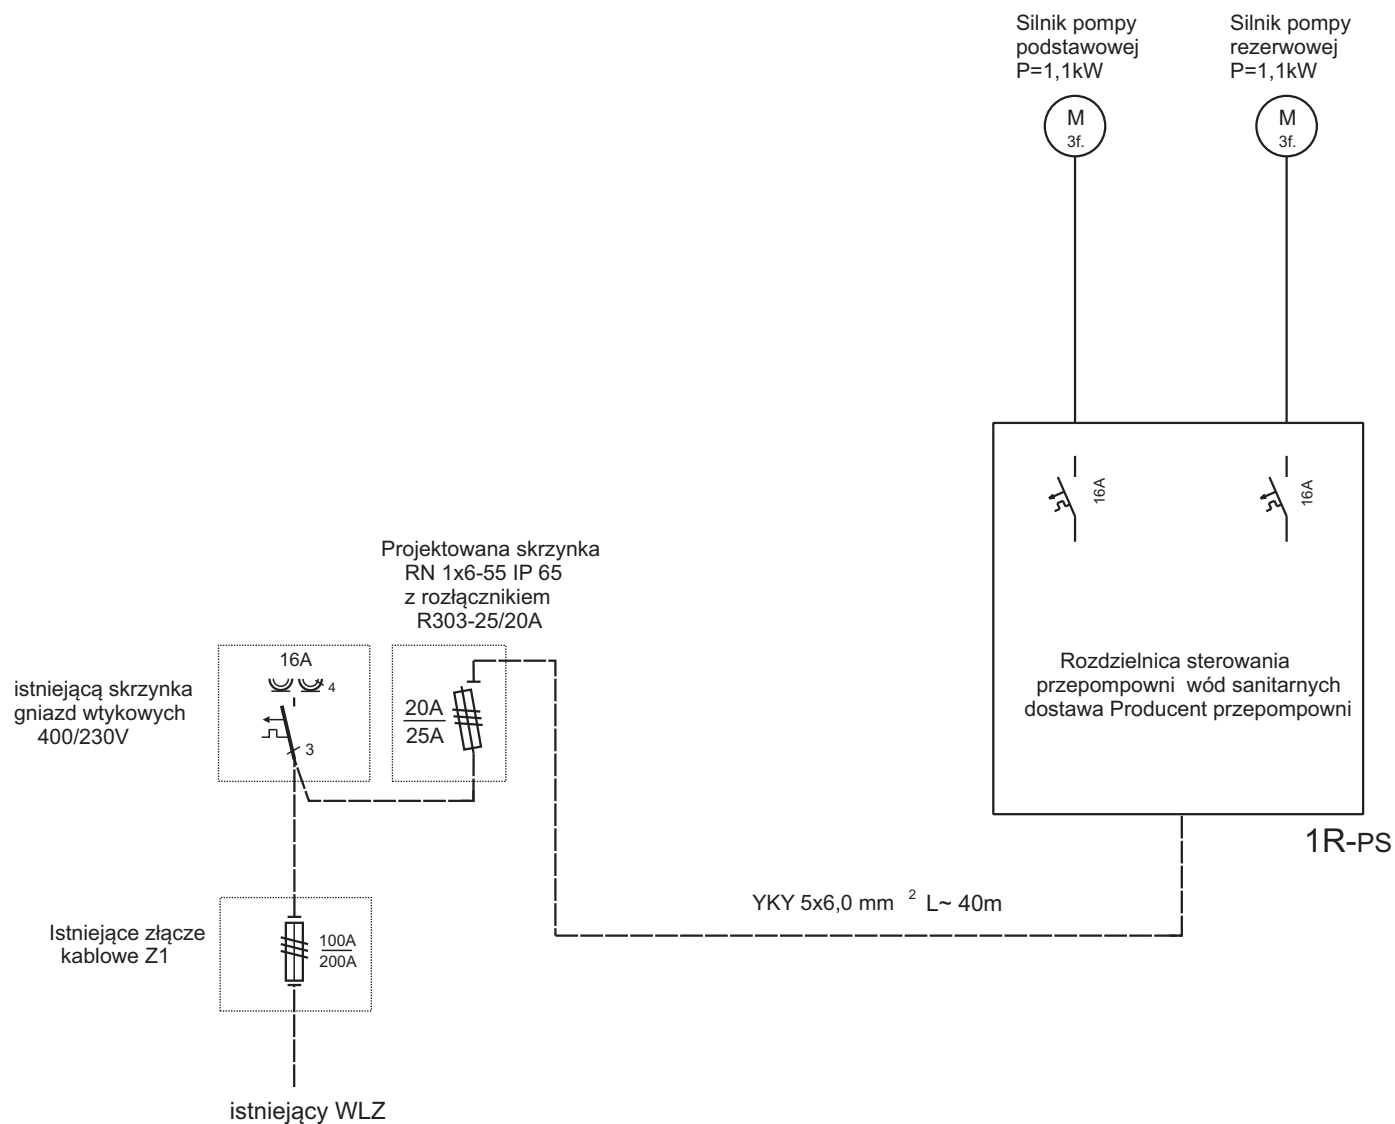 Silnik pompy
podstawowej
P=1,1kW
Silnik pompy
rezerwowej
P=1,1kW
M
3f.
M
3f.
16A
16A
Projektowana skrzynka
RN 1x6-55 IP 65
z rozłącznikiem
R303-25/20A
16A
4
3
istniejącą skrzynka
gniazd wtykowych
400/230V
20A
25A
Rozdzielnica sterowania
przepompowni wód sanitarnych
dostawa Producent przepompowni
1R-PS
YKY 5x6,0 mm 2 L~ 40m
Istniejące złącze
kablowe Z1
100A
200A
istniejący WLZ